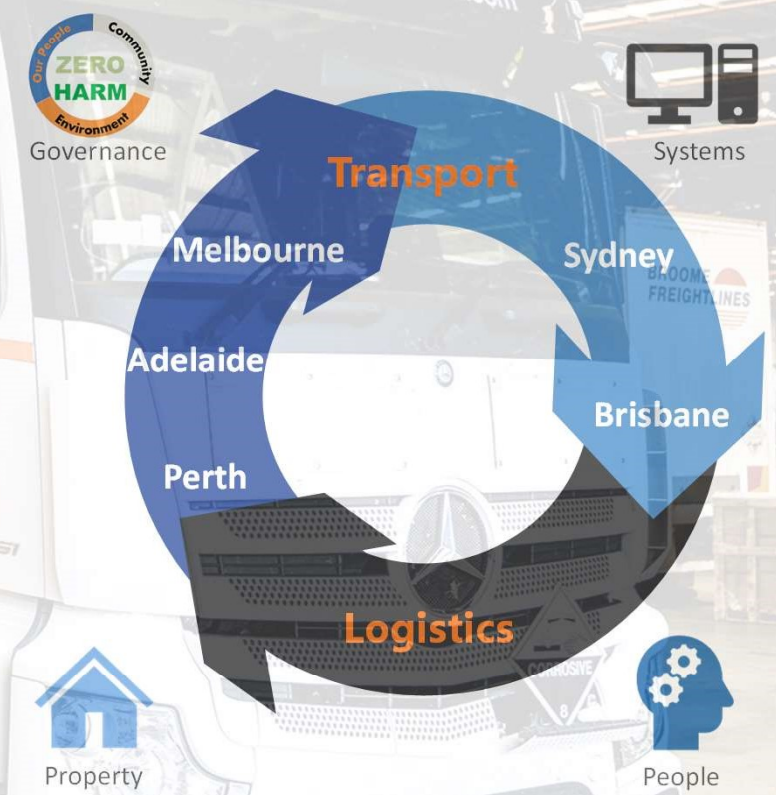 .com
Our People
Community
ZERO
HARM
Environment
Governance
Systems
Transport
Melbourne
Sydney
BROOME
FREIGHTLINES
Adelaide
Brisbane
Perth
Logistics
CORROSIVE
8
Property
People